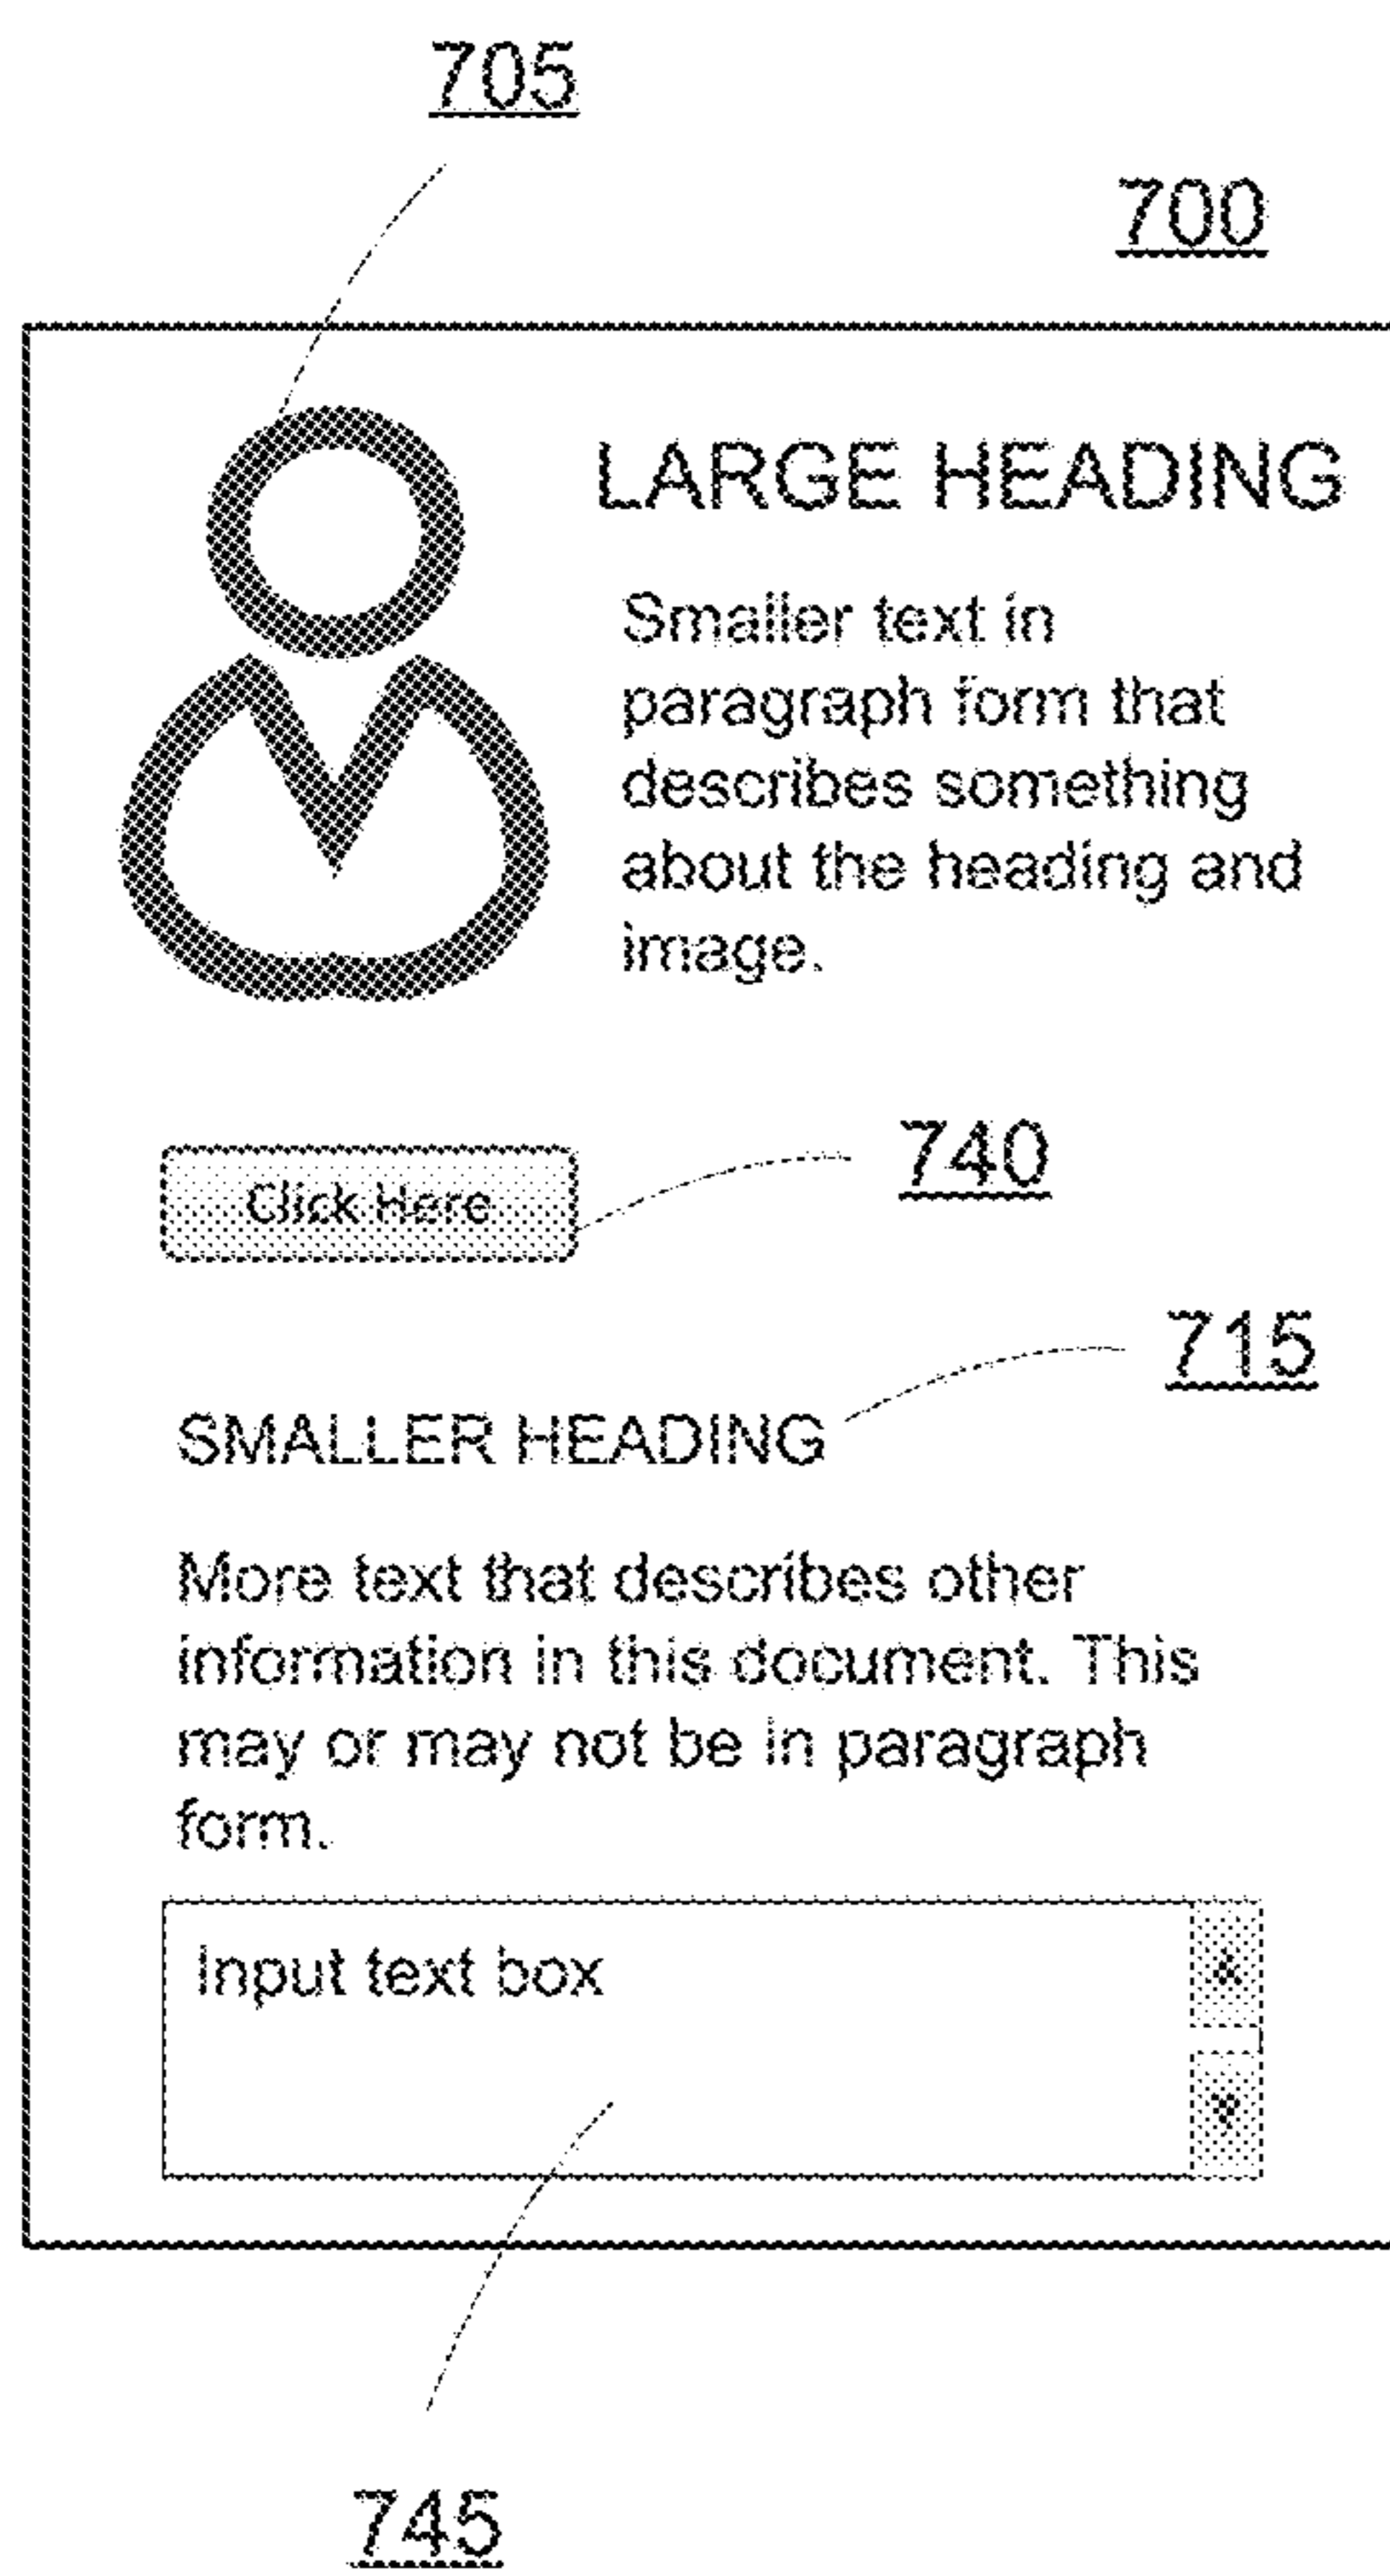 705
700
LARGE HEADING
Smaller text in
paragraph form that
describes something
about the heading and
image.
740
Click Here
715
SMALLER HEADING
More text that describes other
information in this document. This
may or may not be in paragraph
form.
Input text box
745